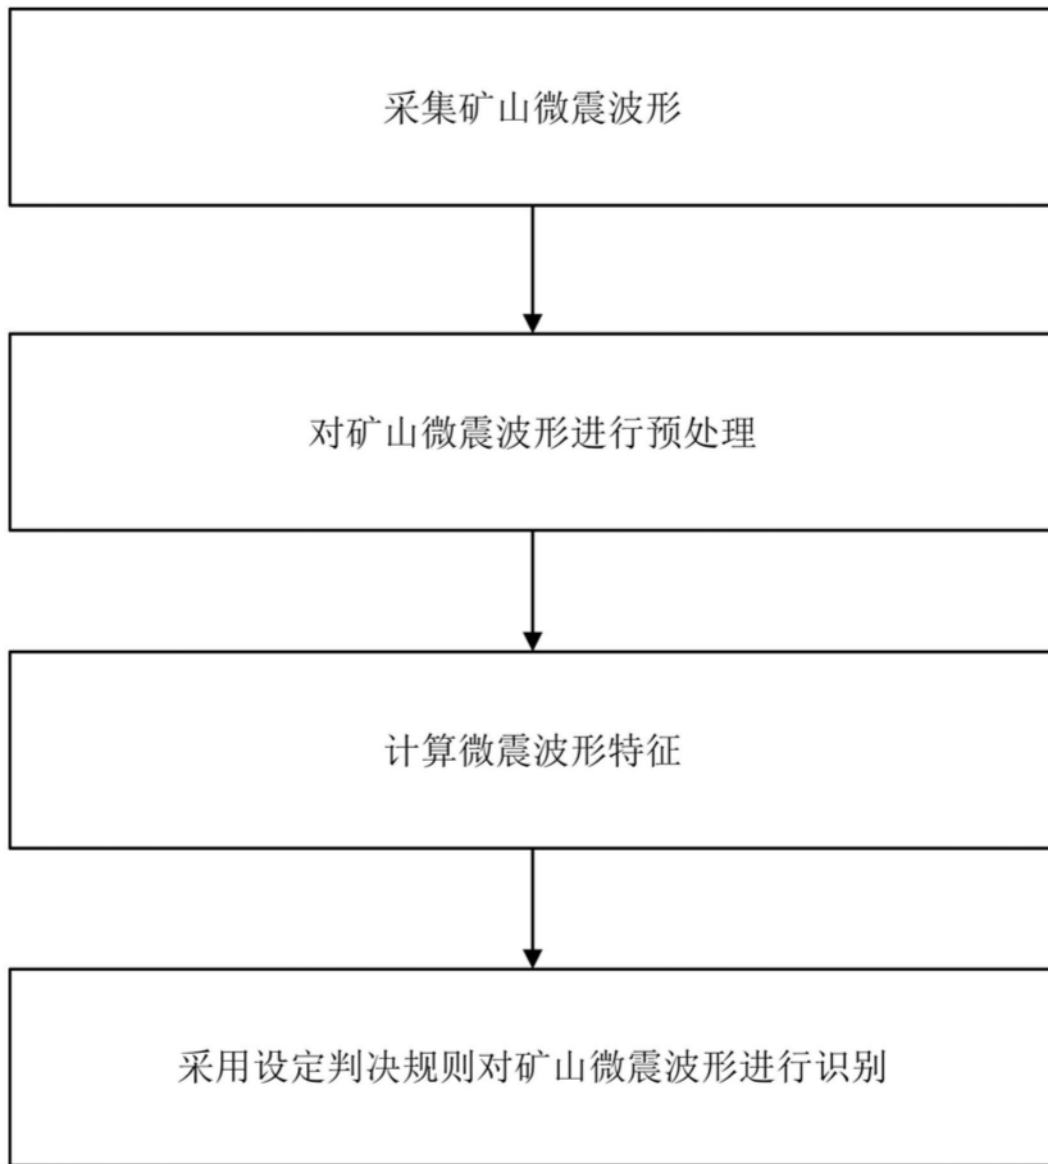 采集矿山微震波形
对矿山微震波形进行预处理
计算微震波形特征
采用设定判决规则对矿山微震波形进行识别